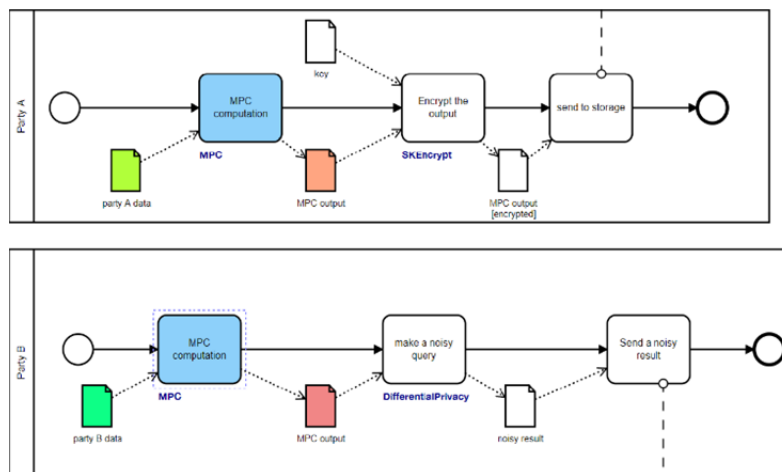 Party A
key
MPC
computation
Encrypt the
output
send to storage
MPC
SKEncrypt
party A data
MPC output
MPC output
[encrypted]
Party B
MPC
computation
make a noisy
query
Send a noisy
result
MPC
DifferentialPrivacy
party B data
MPC output
noisy result